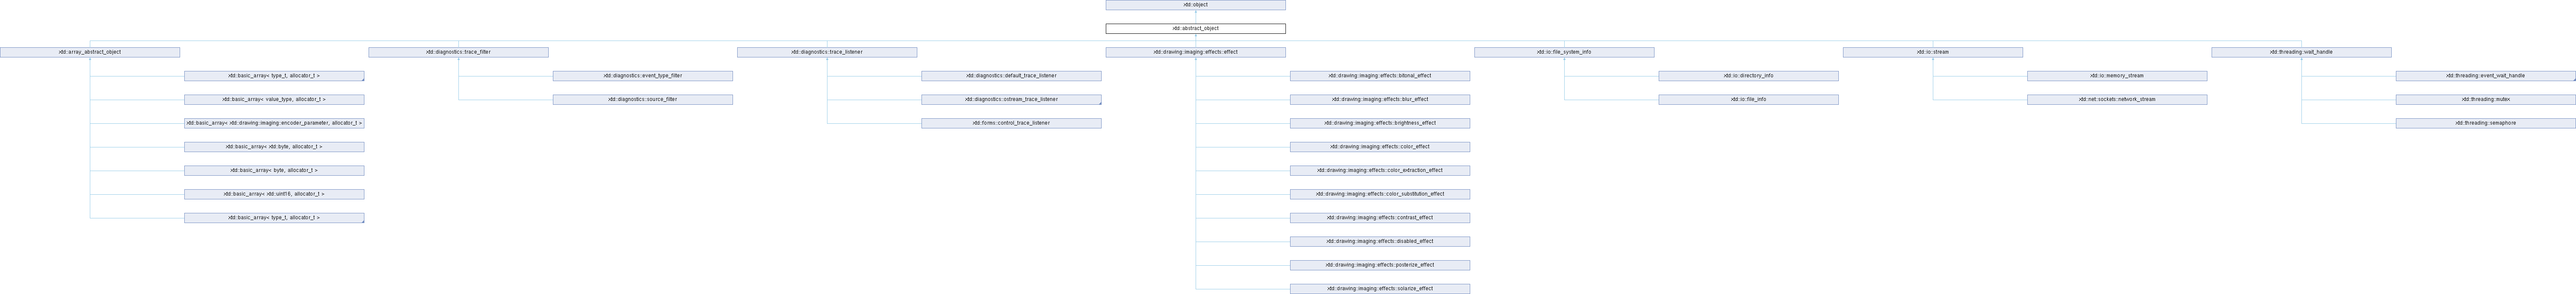 xtd::object
xtd::abstract_object
xtd::array_abstract_object
xtd::diagnostics::trace_filter
xtd::diagnostics::trace_listener
xtd::drawing::imaging::effects::effect
xtd::io::file_system_info
xtd::io::stream
xtd::threading::wait_handle
xtd::basic_array< type_t, allocator_t >
xtd::diagnostics::event_type_filter
xtd::diagnostics::default_trace_listener
xtd::drawing::imaging::effects::bitonal_effect
xtd::io::directory_info
xtd::io::memory_stream
xtd::threading::event_wait_handle
xtd::basic_array< value_type, allocator_t >
xtd::diagnostics::source_filter
xtd::diagnostics::ostream_trace_listener
xtd::drawing::imaging::effects::blur_effect
xtd::io::file_info
xtd::net::sockets::network_stream
xtd::threading::mutex
xtd::basic_array< xtd::drawing::imaging::encoder_parameter, allocator_t >
xtd::forms::control_trace_listener
xtd::drawing::imaging::effects::brightness_effect
xtd::threading::semaphore
xtd::basic_array< xtd::byte, allocator_t >
xtd::drawing::imaging::effects::color_effect
xtd::basic_array< byte, allocator_t >
xtd::drawing::imaging::effects::color_extraction_effect
xtd::basic_array< xtd::uint16, allocator_t >
xtd::drawing::imaging::effects::color_substitution_effect
xtd::basic_array< type_t, allocator_t >
xtd::drawing::imaging::effects::contrast_effect
xtd::drawing::imaging::effects::disabled_effect
xtd::drawing::imaging::effects::posterize_effect
xtd::drawing::imaging::effects::solarize_effect